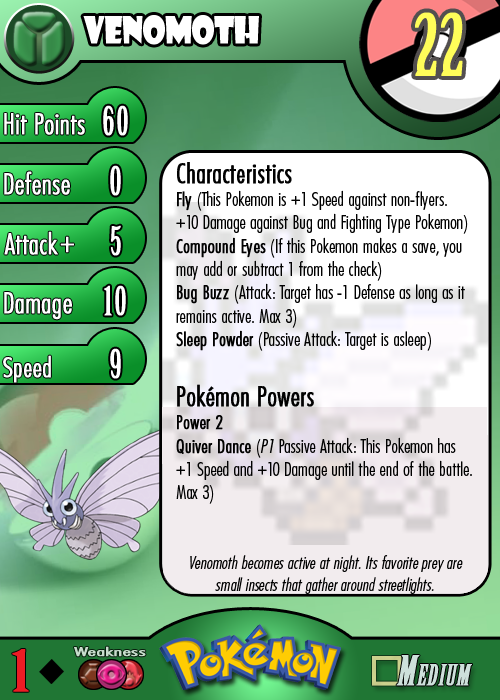 VENOMOTH
22
Hit Points 60
Defense 0
Attack+ 5
Damage 10
Speed 9
Characteristics
Fly (This Pokemon is +1 Speed against non-flyers.
+10 Damage against Bug and Fighting Type Pokemon)
Compound Eyes (If this Pokemon makes a save, you
may add or subtract 1 from the check)
Bug Buzz (Attack: Target has -1 Defense as long as it
remains active. Max 3)
Sleep Powder (Passive Attack: Target is asleep)
Pokémon Powers
Power 2
Quiver Dance (P1 Passive Attack: This Pokemon has
+1 Speed and +10 Damage until the end of the battle.
Max 3)
Venomoth becomes active at night. Its favorite prey are
small insects that gather around streetlights.
1
Weakness
POKéMON
MEDIUM